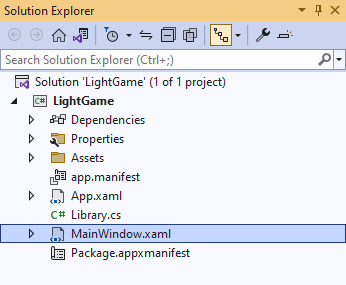 Solution Explorer
Search Solution Explorer (Ctrl+;)
Solution 'LightGame' (1 of 1 project)
C# LightGame
Dependencies
Properties
Assets
app.manifest
App.xaml
C# Library.cs
MainWindow.xaml
Package.appxmanifest